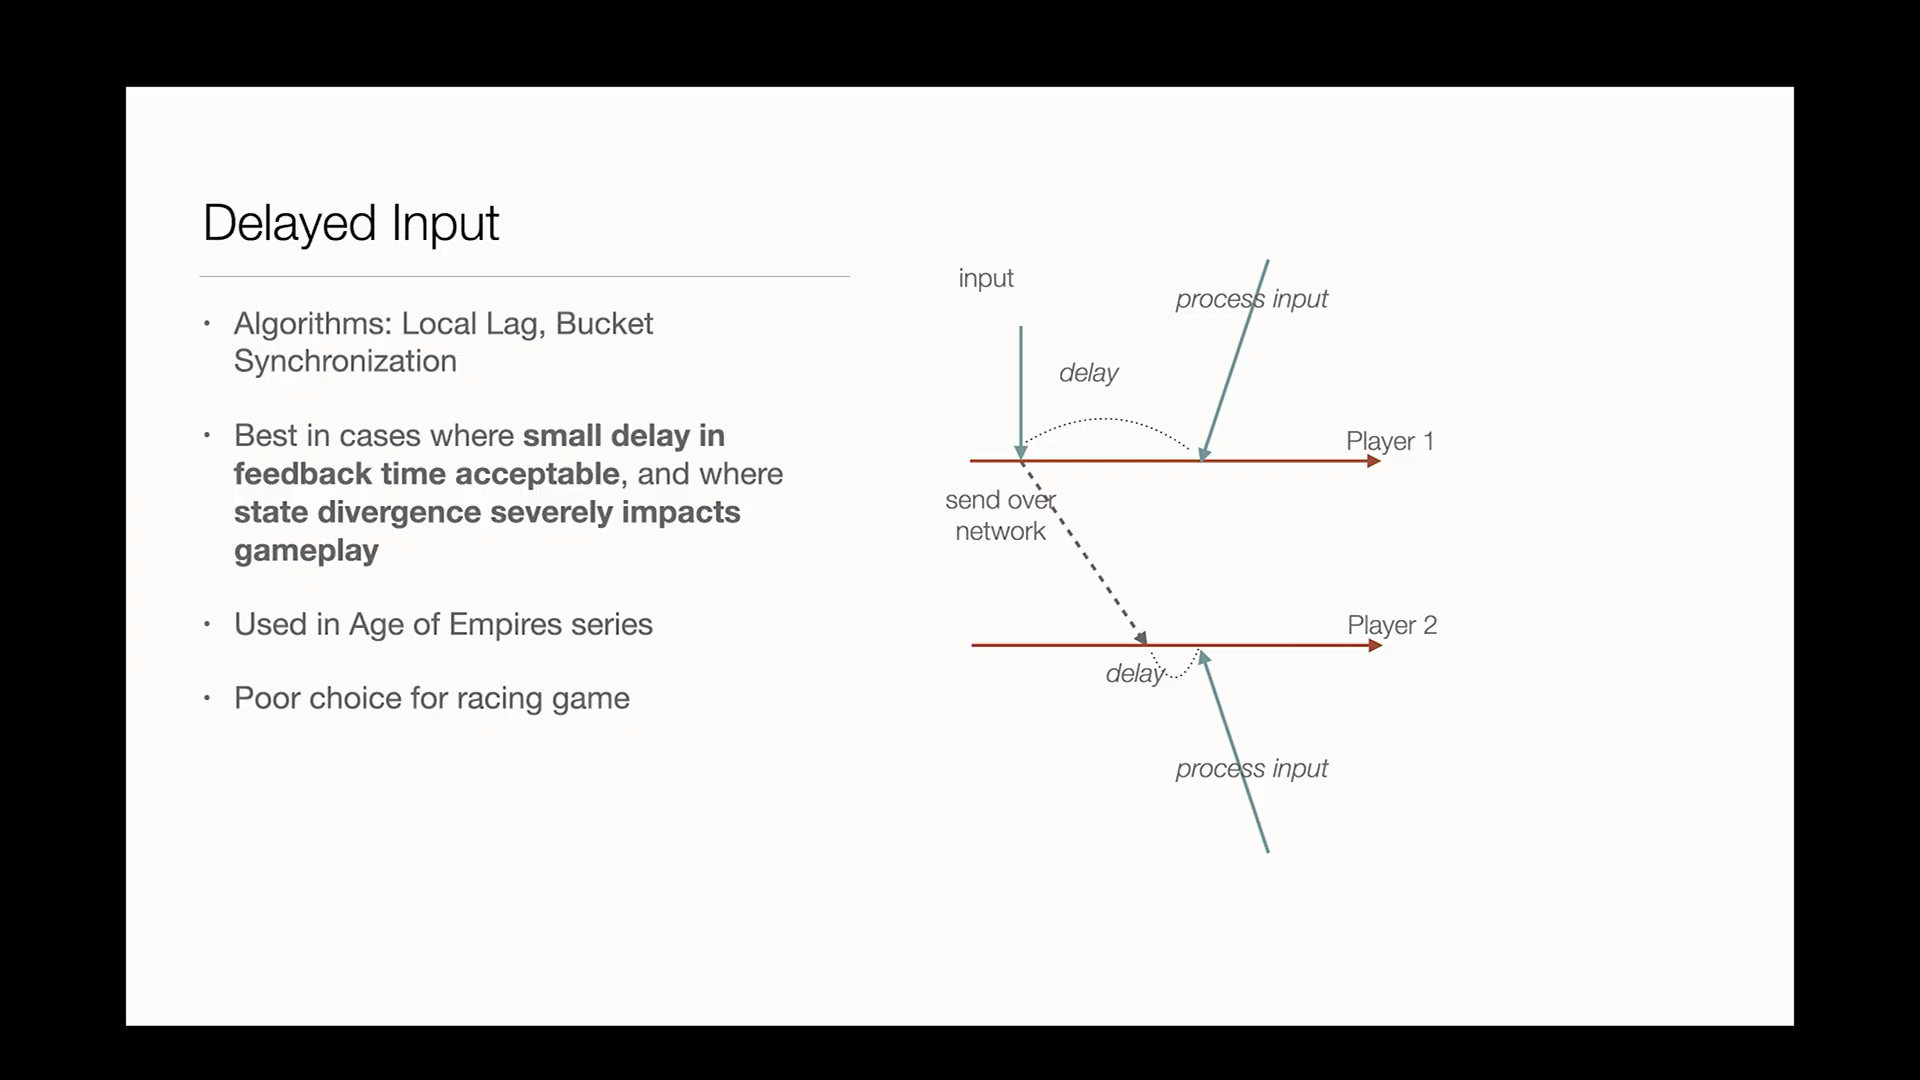 Delayed Input
• Algorithms: Local Lag, Bucket
Synchronization
• Best in cases where small delay in
feedback time acceptable, and where
state divergence severely impacts
gameplay
• Used in Age of Empires series
• Poor choice for racing game
input
process input
delay
Player 1
send over
network
Player 2
delay
process input